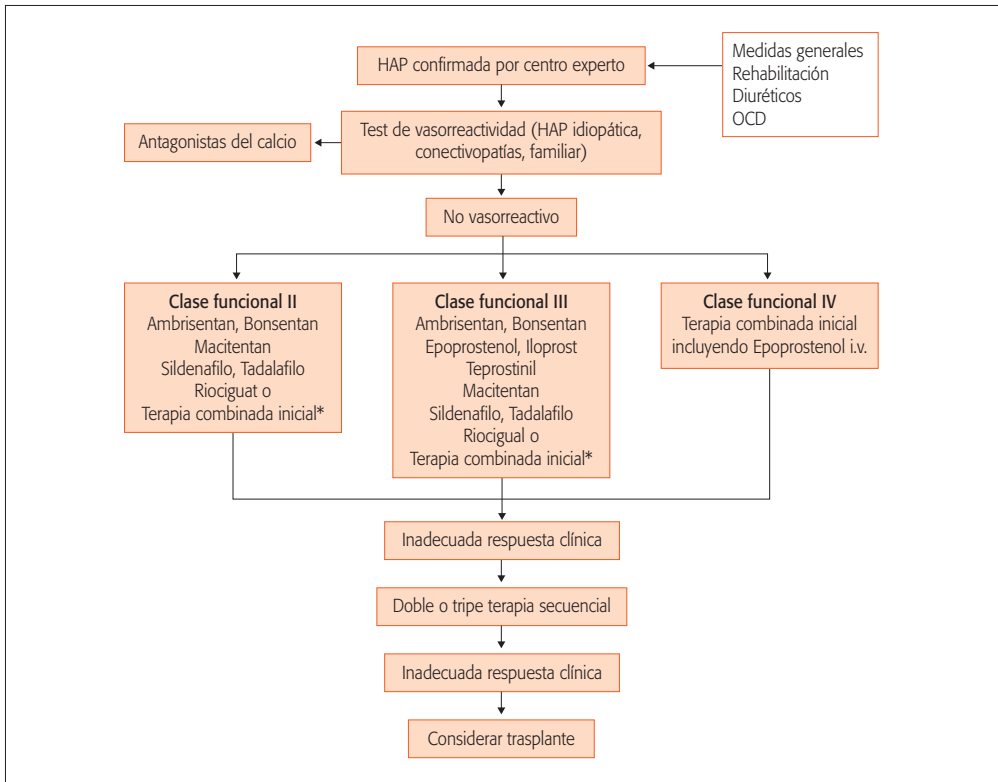 HAP confirmada por centro experto
Medidas generales
Rehabilitación
Diuréticos
OCD
Antagonistas del calcio
Test de vasorreactividad (HAP idiopática,
conectivopatías, familiar)
No vasorreactivo
Clase funcional II
Ambrisentan, Bonsentan
Macitentan
Sildenafilo, Tadalafilo
Riociguat o
Terapia combinada inicial*
Clase funcional III
Ambrisentan, Bonsentan
Epoprostenol, Iloprost
Teprostinil
Macitentan
Sildenafilo, Tadalafilo
Riocigual o
Terapia combinada inicial*
Clase funcional IV
Terapia combinada inicial
incluyendo Epoprostenol i.v.
Inadecuada respuesta clínica
Doble o tripe terapia secuencial
Inadecuada respuesta clínica
Considerar trasplante